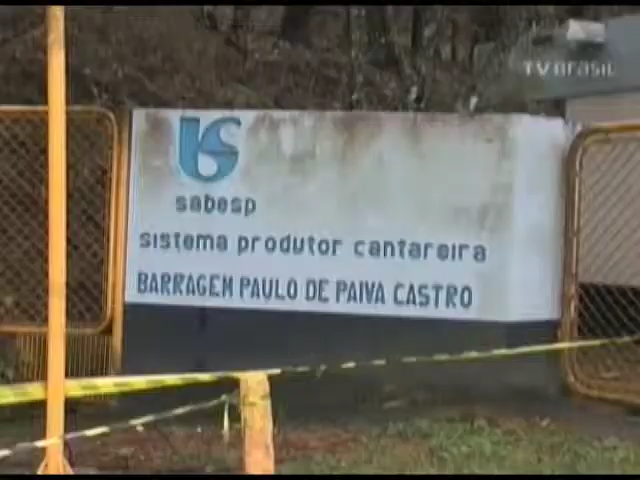 TV Brasil
sabesp
sistema produtor cantareira
BARRAGEM PAULO DE PAIVA CASTRO